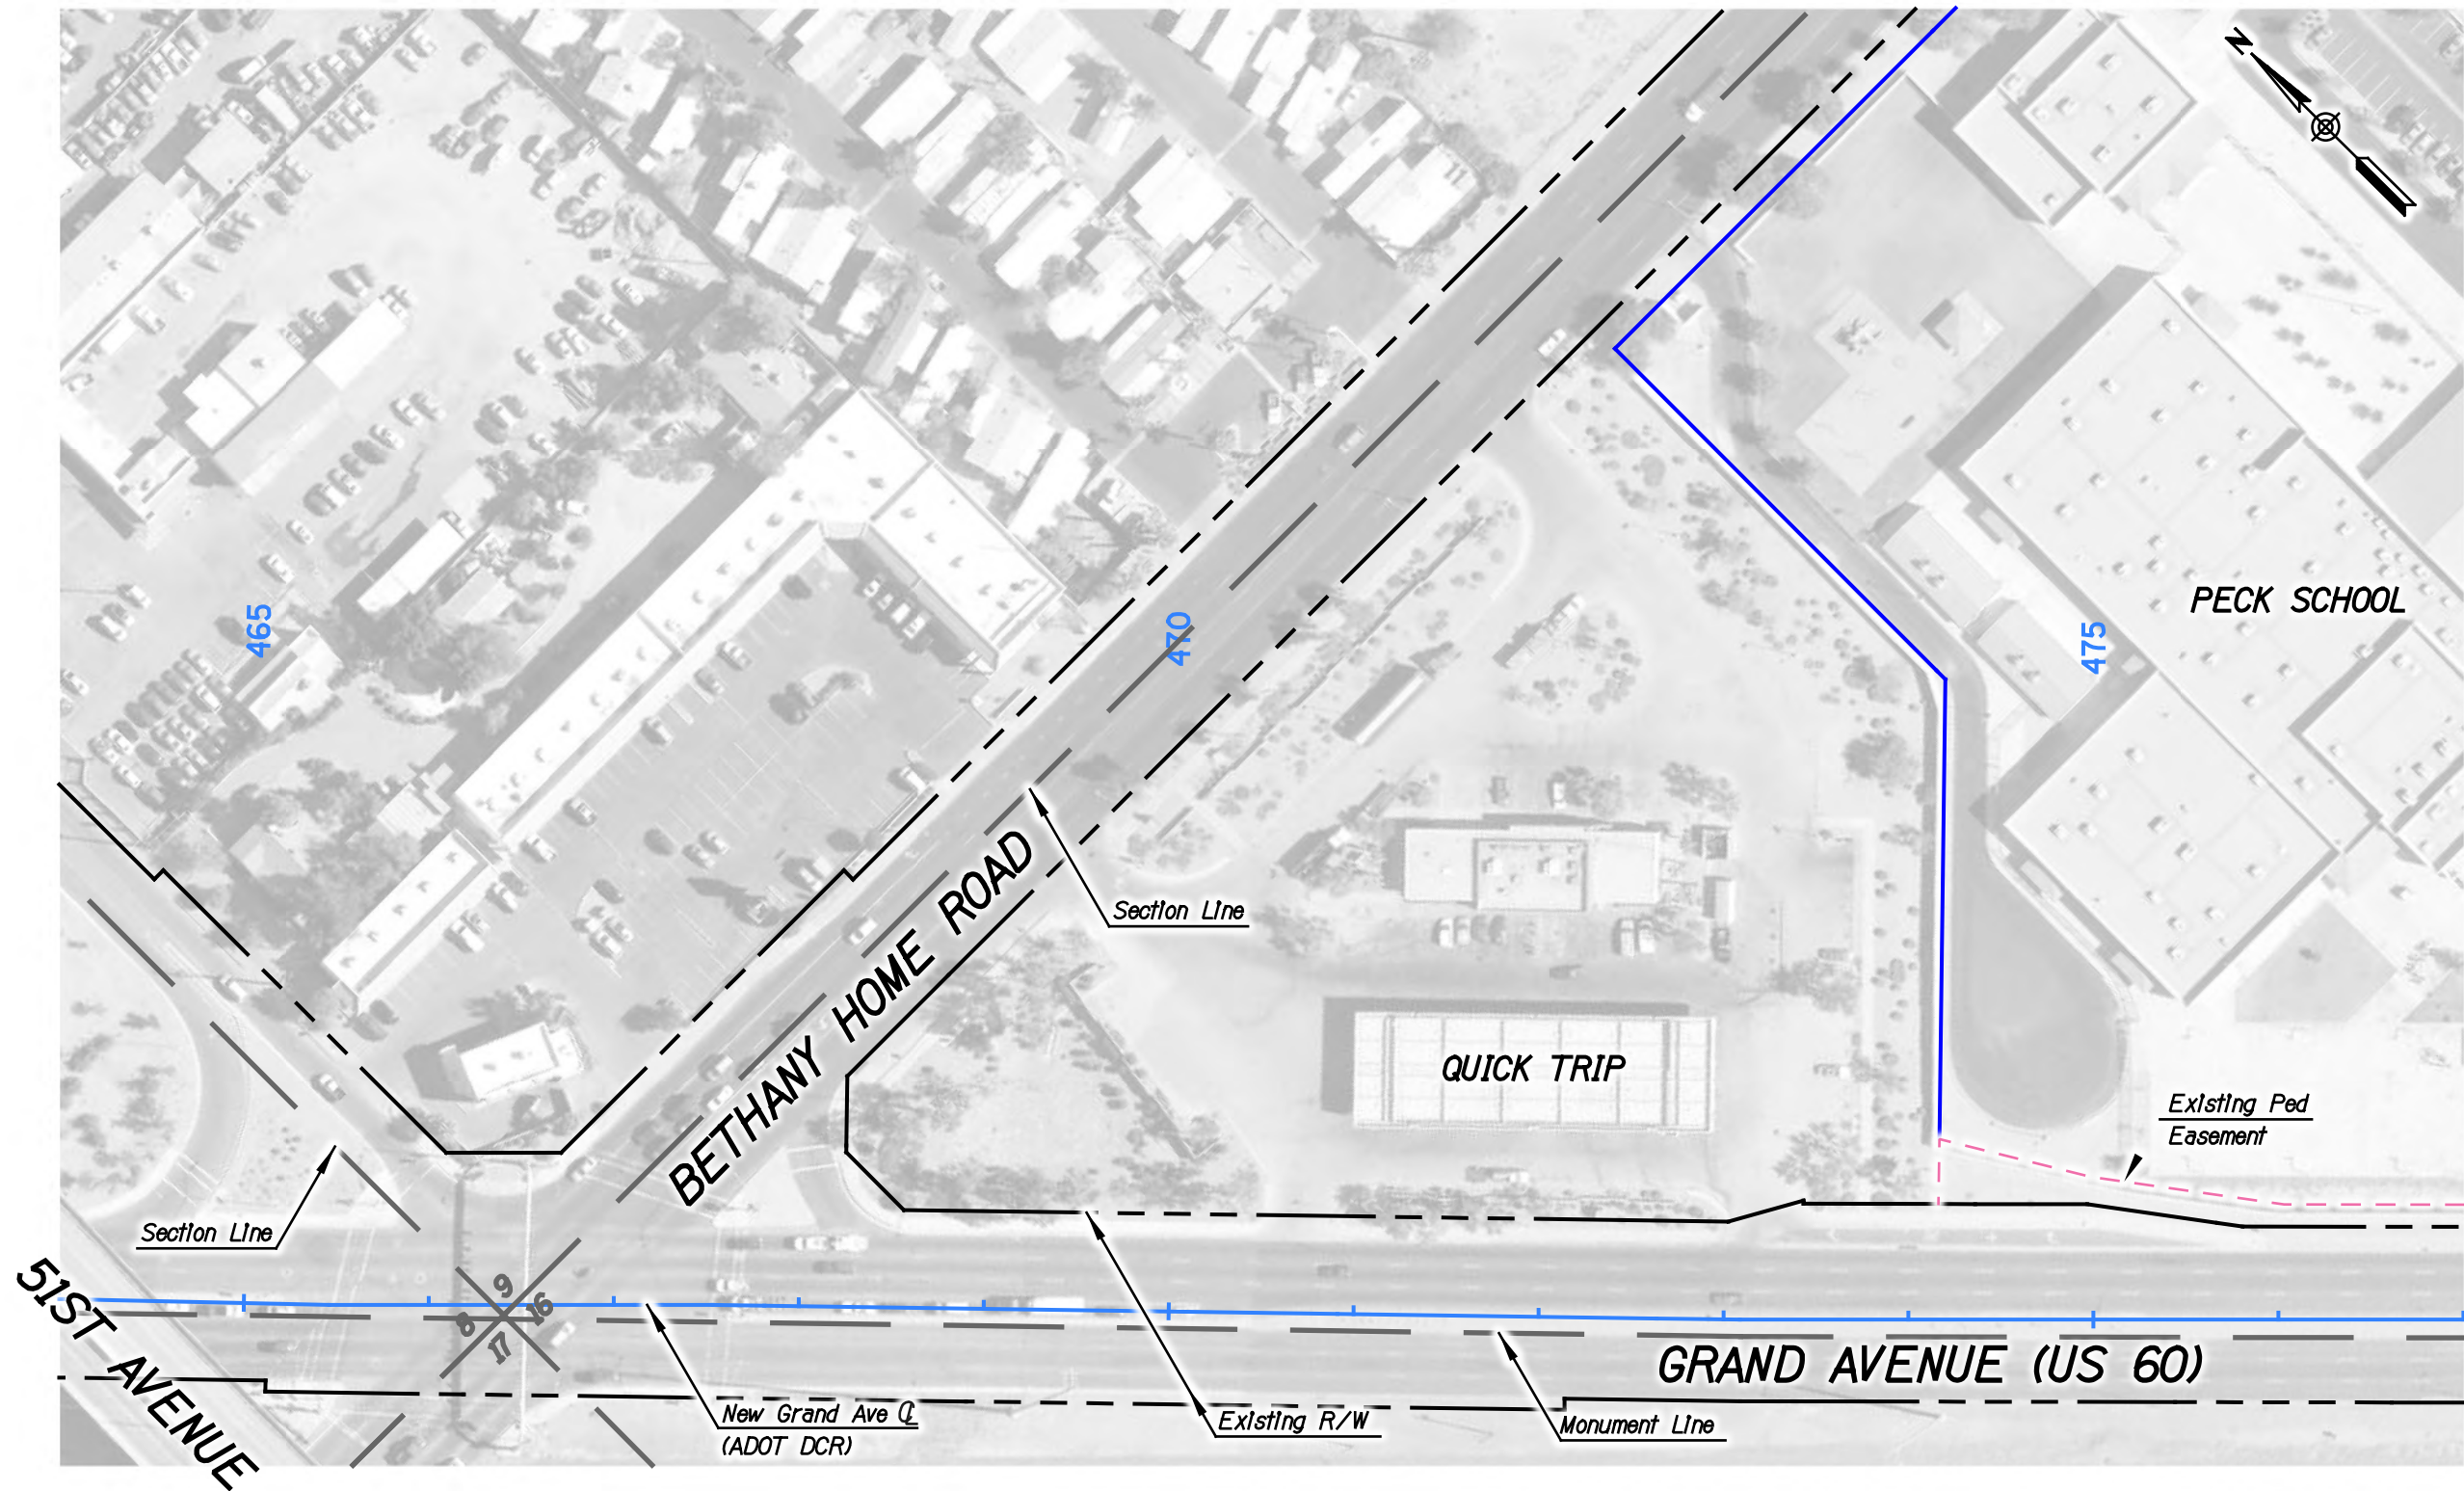 N
465
470
475
PECK SCHOOL
Section Line
BETHANY HOME ROAD
QUICK TRIP
Existing Ped
Easement
Section Line
51ST AVENUE
9
16
8
17
GRAND AVENUE (US 60)
New Grand Ave ℄
(ADOT DCR)
Existing R/W
Monument Line